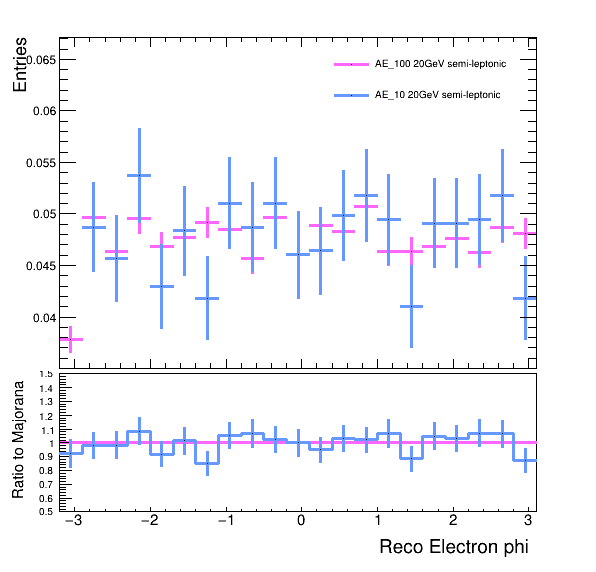 Entries
0.065
0.06
0.055
0.05
0.045
0.04
AE_100 20GeV semi-leptonic
AE_10 20GeV semi-leptonic
Ratio to Majorana
1.5
1.4
1.3
1.2
1.1
1
0.9
0.8
0.7
0.6
0.5
−3 −2 −1 0 1 2 3
Reco Electron phi